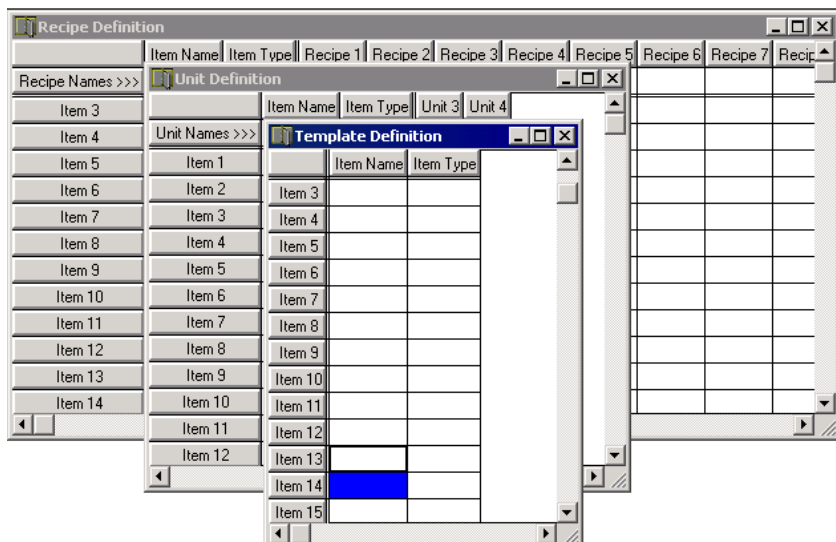 Recipe Definition
Item Name Item Type Recipe 1 Recipe 2 Recipe 3 Recipe 4 Recipe 5 Recipe 6 Recipe 7
Recipe Names >>>
Item 3
Item 4
Item 5
Item 6
Item 7
Item 8
Item 9
Item 10
Item 11
Item 12
Item 13
Item 14
Unit Definition
Item Name Item Type Unit 3 Unit 4
Unit Names >>>
Item 1
Item 2
Item 3
Item 4
Item 5
Item 6
Item 7
Item 8
Item 9
Item 10
Item 11
Item 12
Template Definition
Item Name Item Type
Item 3
Item 4
Item 5
Item 6
Item 7
Item 8
Item 9
Item 10
Item 11
Item 12
Item 13
Item 14
Item 15